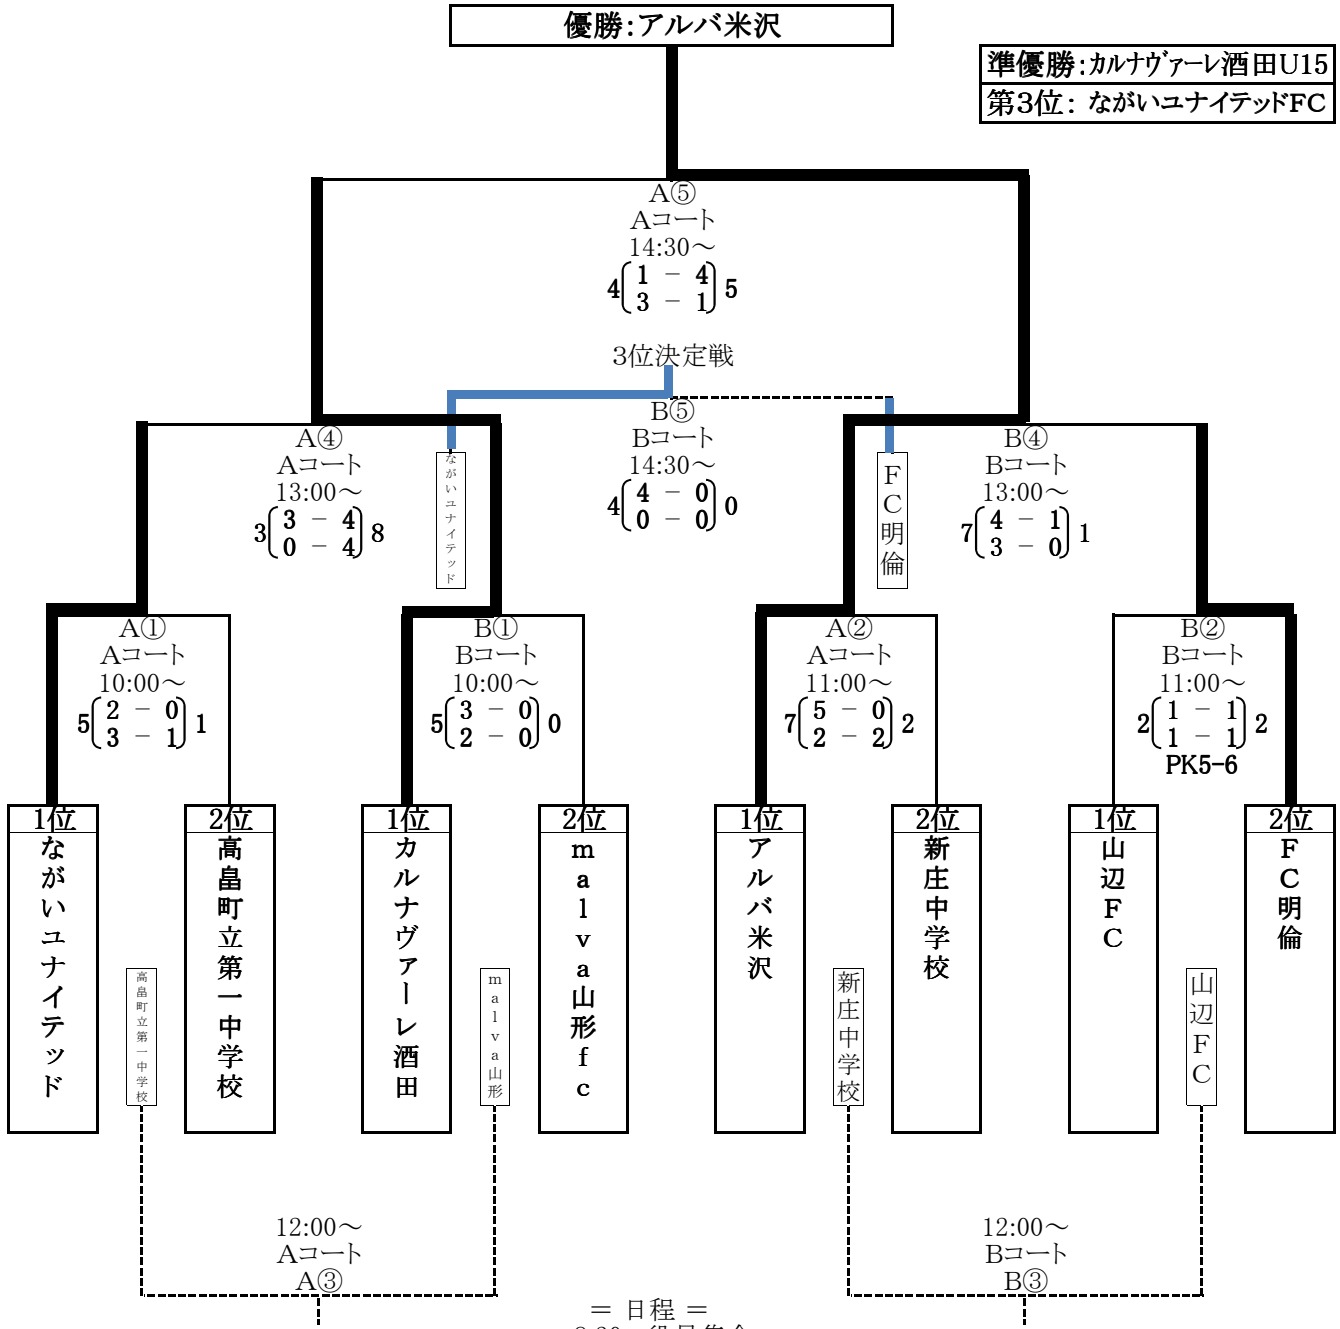 優勝：アルバ米沢
準優勝：カルナヴァーレ酒田U15
第3位： ながいユナイテッドFC
A⑤
Aコート
14:30～
4 1 － 4 5
3 － 1
3位決定戦
B⑤
Bコート
14:30～
4 4 － 0 0
0 － 0
ながいユナイテッド
FC明倫
A④
Aコート
13:00～
3 3 － 4 8
0 － 4
B④
Bコート
13:00～
7 4 － 1 1
3 － 0
A①
Aコート
10:00～
5 2 － 0 1
3 － 1
B①
Bコート
10:00～
5 3 － 0 0
2 － 0
A②
Aコート
11:00～
7 5 － 0 2
2 － 2
B②
Bコート
11:00～
2 1 － 1 2
1 － 1
PK5-6
1位
ながいユナイテッド
2位
高畠町立第一中学校
1位
カルナヴァーレ酒田
2位
malva山形fc
1位
アルバ米沢
2位
新庄中学校
1位
山辺FC
2位
FC明倫
高畠町立第一中学校
malva山形
新庄中学校
山辺FC
12:00～
Aコート
A③
12:00～
Bコート
B③
＝ 日程 ＝